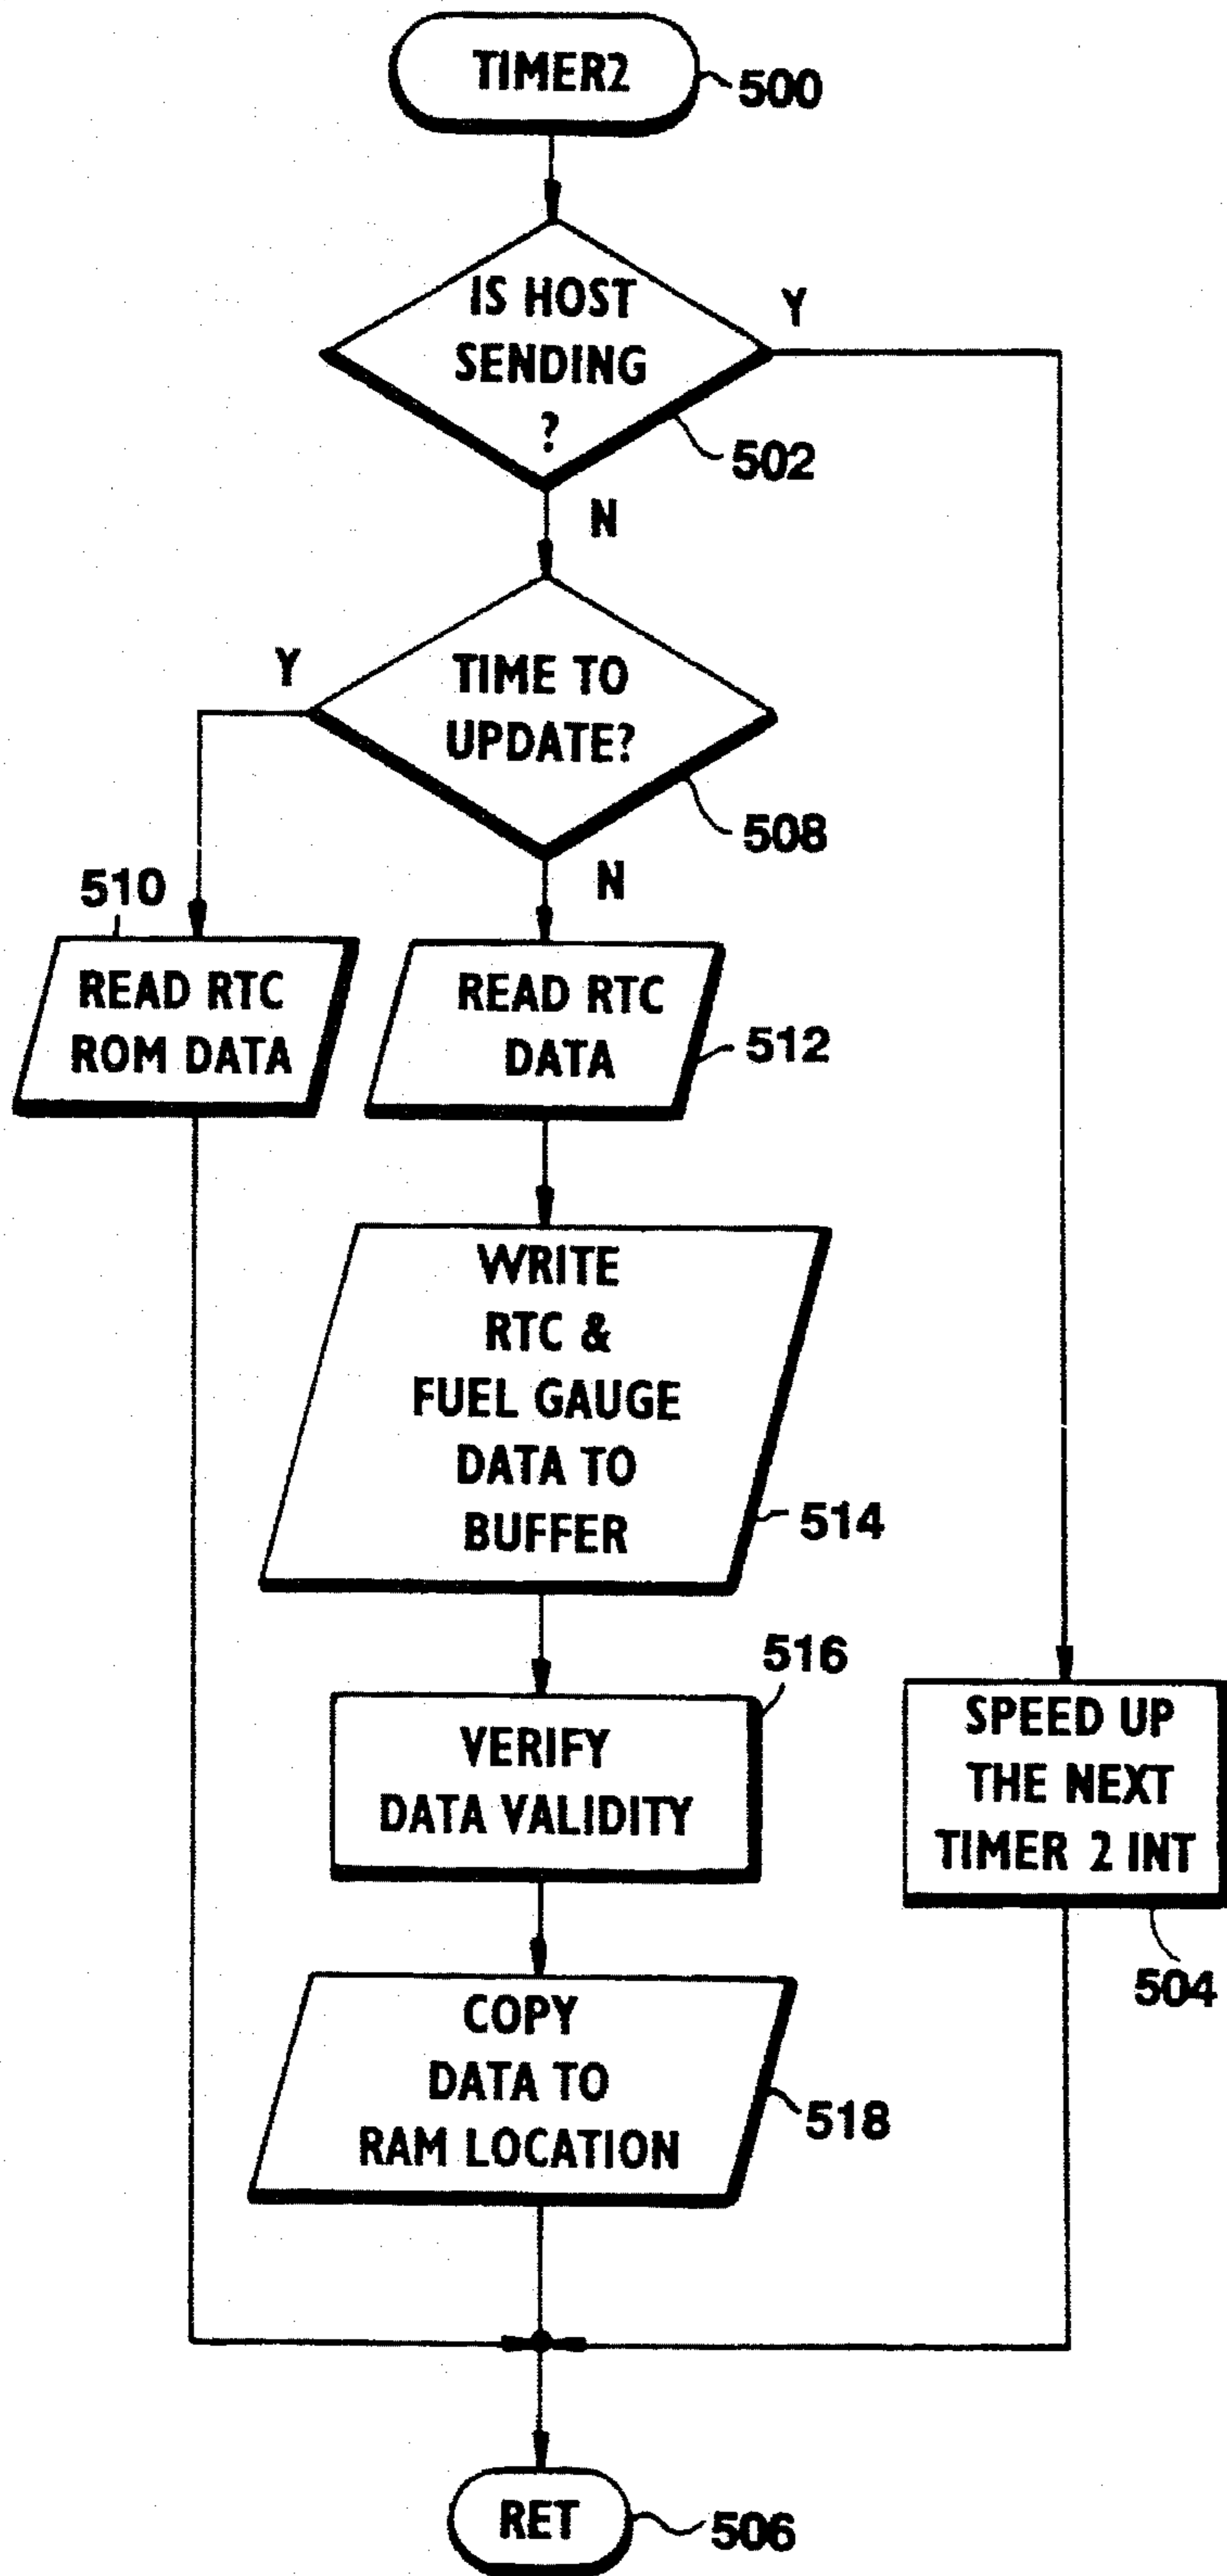 TIMER2
500
IS HOST
SENDING
?
Y
502
N
TIME TO
UPDATE?
Y
508
N
510
READ RTC
ROM DATA
READ RTC
DATA
512
WRITE
RTC &
FUEL GAUGE
DATA TO
BUFFER
514
516
VERIFY
DATA VALIDITY
SPEED UP
THE NEXT
TIMER 2 INT
504
COPY
DATA TO
RAM LOCATION
518
RET
506